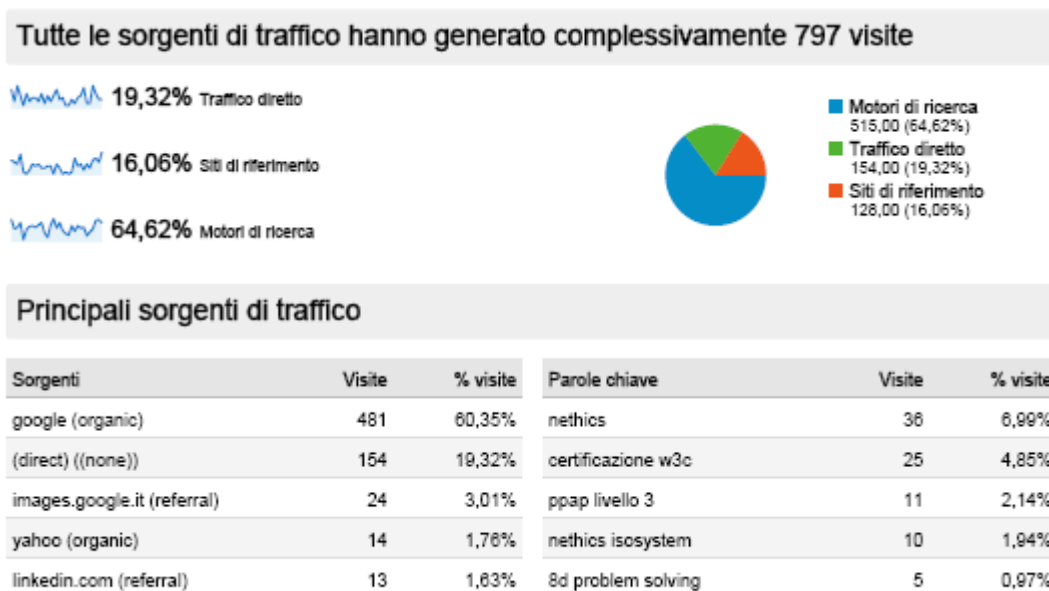 Tutte le sorgenti di traffico hanno generato complessivamente 797 visite
19,32% Traffico diretto
16,06% Siti di riferimento
64,62% Motori di ricerca
Motori di ricerca
515,00 (64,62%)
Traffico diretto
154,00 (19,32%)
Siti di riferimento
128,00 (16,06%)
Principali sorgenti di traffico
Sorgenti Visite % visite Parole chiave Visite % visite
google (organic) 481 60,35% nethics 36 6,99%
(direct) ((none)) 154 19,32% certificazione w3c 25 4,85%
images.google.it (referral) 24 3,01% ppap livello 3 11 2,14%
yahoo (organic) 14 1,76% nethics isosystem 10 1,94%
linkedin.com (referral) 13 1,63% 8d problem solving 5 0,97%